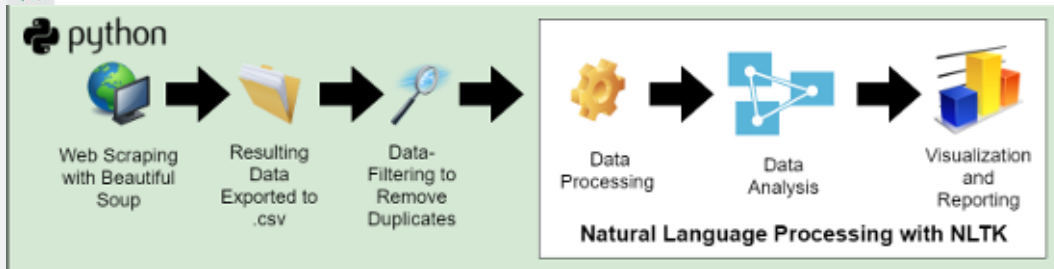 python
Web Scraping
with Beautiful
Soup
Resulting
Data
Exported to
.csv
Data-
Filtering to
Remove
Duplicates
Data
Processing
Data
Analysis
Visualization
and
Reporting
Natural Language Processing with NLTK